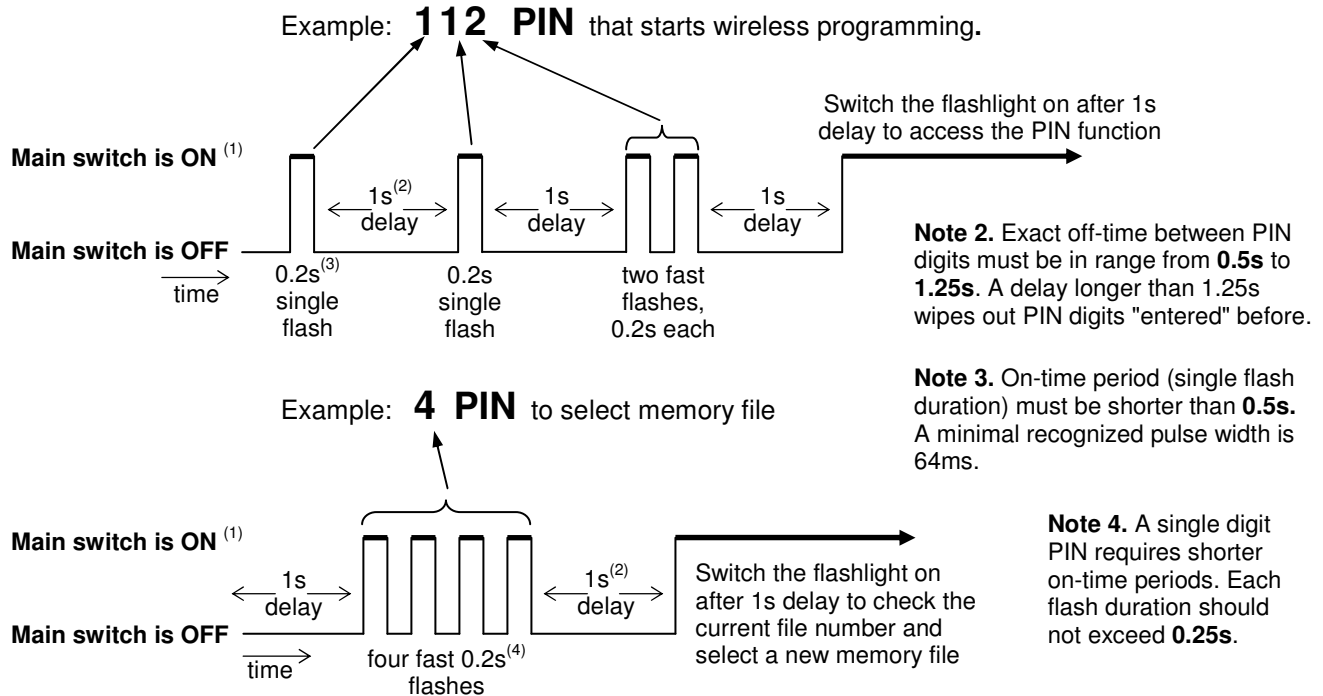 Example: 112 PIN that starts wireless programming.
Switch the flashlight on after 1s
delay to access the PIN function
Main switch is ON (1)
1s(2)
delay
1s
delay
1s
delay
Main switch is OFF
time
0.2s(3)
single
flash
0.2s
single
flash
two fast
flashes,
0.2s each
Note 2. Exact off-time between PIN
digits must be in range from 0.5s to
1.25s. A delay longer than 1.25s
wipes out PIN digits "entered" before.
Note 3. On-time period (single flash
duration) must be shorter than 0.5s.
A minimal recognized pulse width is
64ms.
Example: 4 PIN to select memory file
Main switch is ON (1)
1s
delay
1s(2)
delay
Main switch is OFF
time
four fast 0.2s(4)
flashes
Switch the flashlight on
after 1s delay to check the
current file number and
select a new memory file
Note 4. A single digit
PIN requires shorter
on-time periods. Each
flash duration should
not exceed 0.25s.